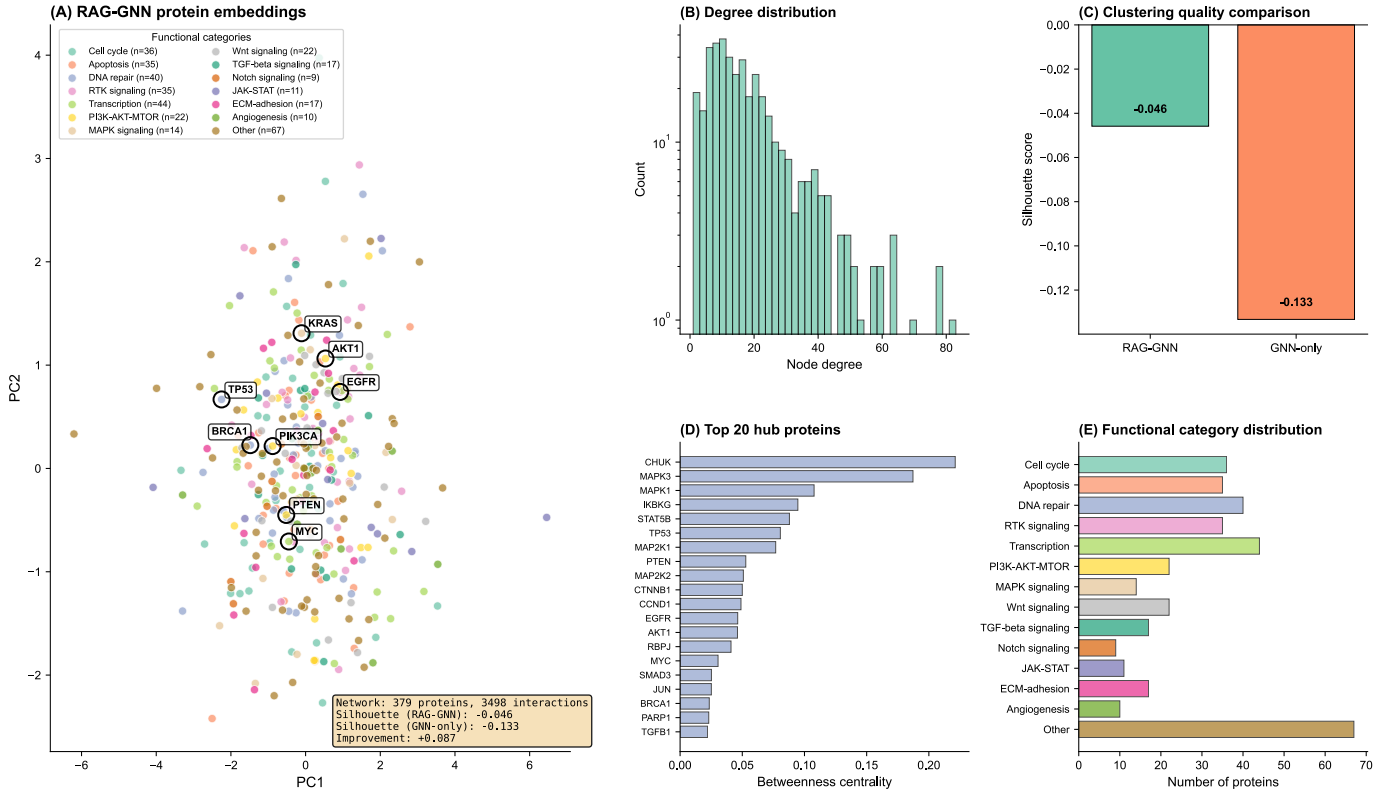 (A) RAG-GNN protein embeddings
Functional categories
Cell cycle (n=36)
Apoptosis (n=35)
DNA repair (n=40)
RTK signaling (n=35)
Transcription (n=44)
PI3K-AKT-MTOR (n=22)
MAPK signaling (n=14)
Wnt signaling (n=22)
TGF-beta signaling (n=17)
Notch signaling (n=9)
JAK-STAT (n=11)
ECM-adhesion (n=17)
Angiogenesis (n=10)
Other (n=67)
4
3
2
1
0
−1
−2
PC2
KRAS
AKT1
EGFR
TP53
BRCA1
PIK3CA
PTEN
MYC
Network: 379 proteins, 3498 interactions
Silhouette (RAG-GNN): -0.046
Silhouette (GNN-only): -0.133
Improvement: +0.087
−6 −4 −2 0 2 4 6
PC1
(B) Degree distribution
10¹
10⁰
Count
0 20 40 60 80
Node degree
(C) Clustering quality comparison
0.00
−0.02
−0.04
−0.06
−0.08
−0.10
−0.12
Silhouette score
-0.046
-0.133
RAG-GNN GNN-only
(D) Top 20 hub proteins
CHUK
MAPK3
MAPK1
IKBKG
STAT5B
TP53
MAP2K1
PTEN
MAP2K2
CTNNB1
CCND1
EGFR
AKT1
RBPJ
MYC
SMAD3
JUN
BRCA1
PARP1
TGFB1
0.00 0.05 0.10 0.15 0.20
Betweenness centrality
(E) Functional category distribution
Cell cycle
Apoptosis
DNA repair
RTK signaling
Transcription
PI3K-AKT-MTOR
MAPK signaling
Wnt signaling
TGF-beta signaling
Notch signaling
JAK-STAT
ECM-adhesion
Angiogenesis
Other
0 10 20 30 40 50 60 70
Number of proteins